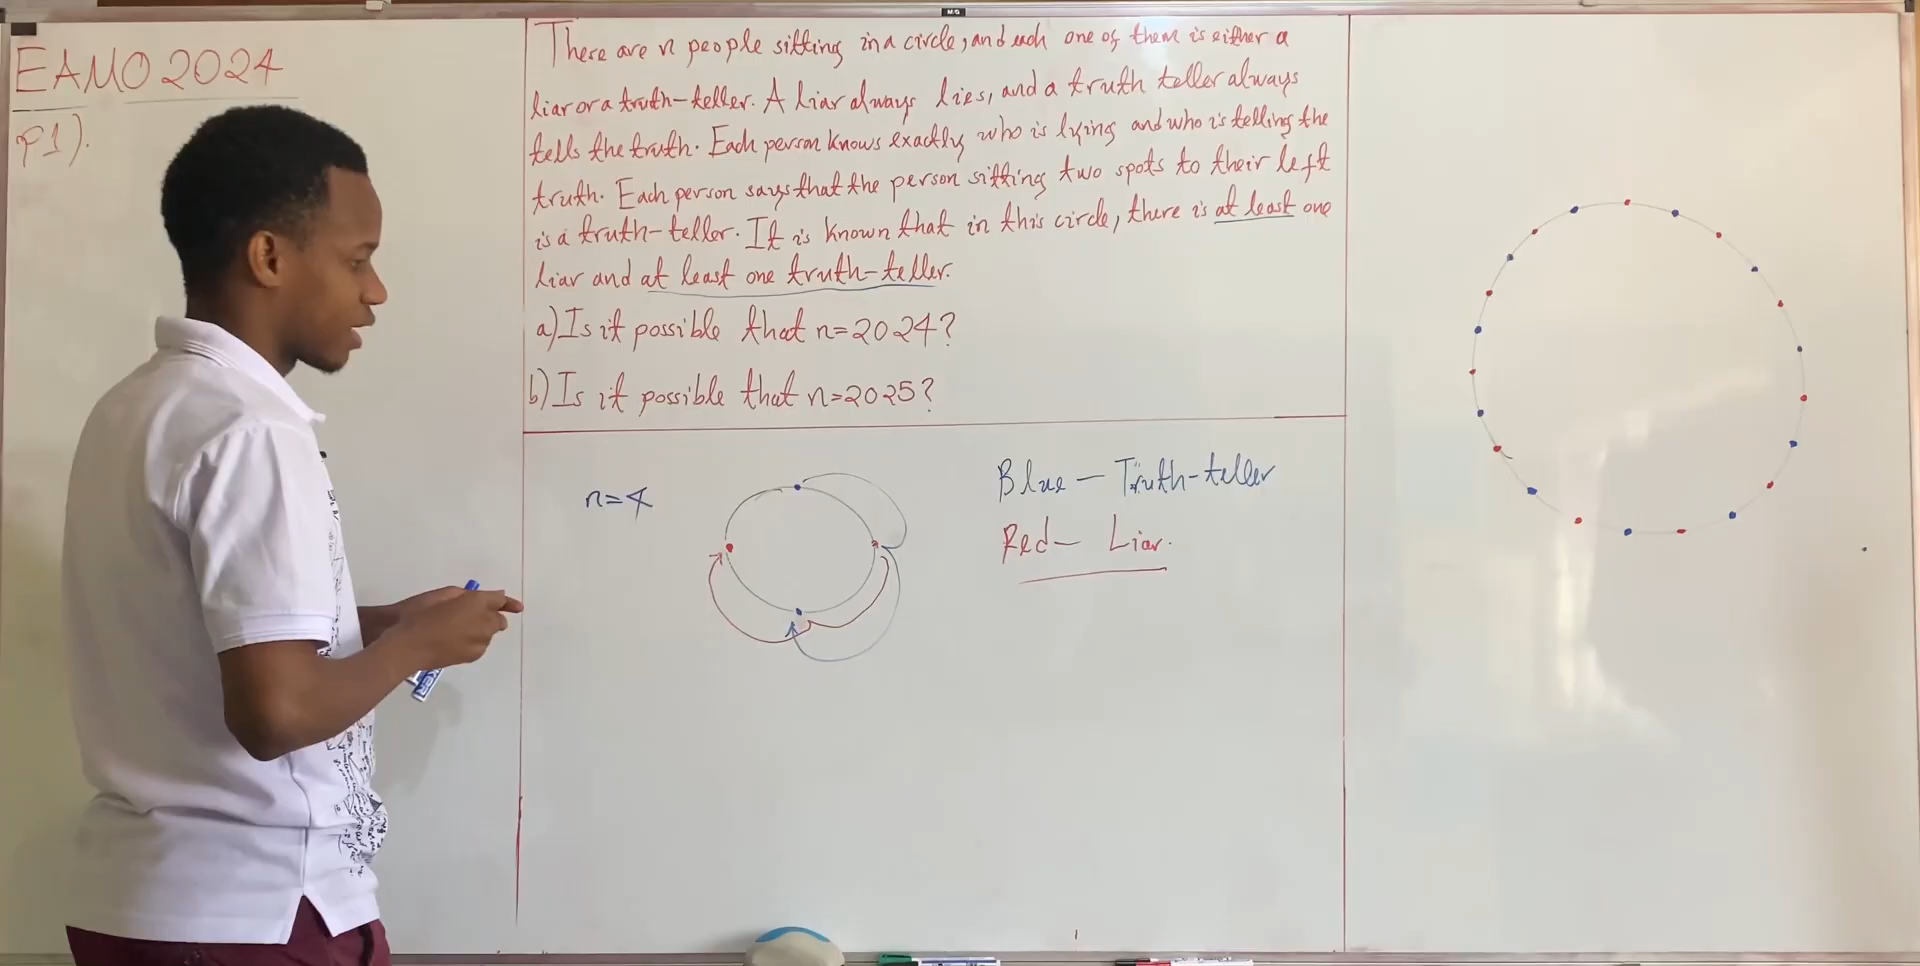 EAMO 2024
P1).
There are n people sitting in a circle, and each one of them is either a
liar or a truth-teller. A liar always lies, and a truth teller always
tells the truth. Each person knows exactly who is lying and who is telling the
truth. Each person says that the person sitting two spots to their left
is a truth-teller. It is known that in this circle, there is at least one
liar and at least one truth-teller.
a) Is it possible that n=2024?
b) Is it possible that n=2025?
n=4
Blue – Truth-teller
Red – Liar.